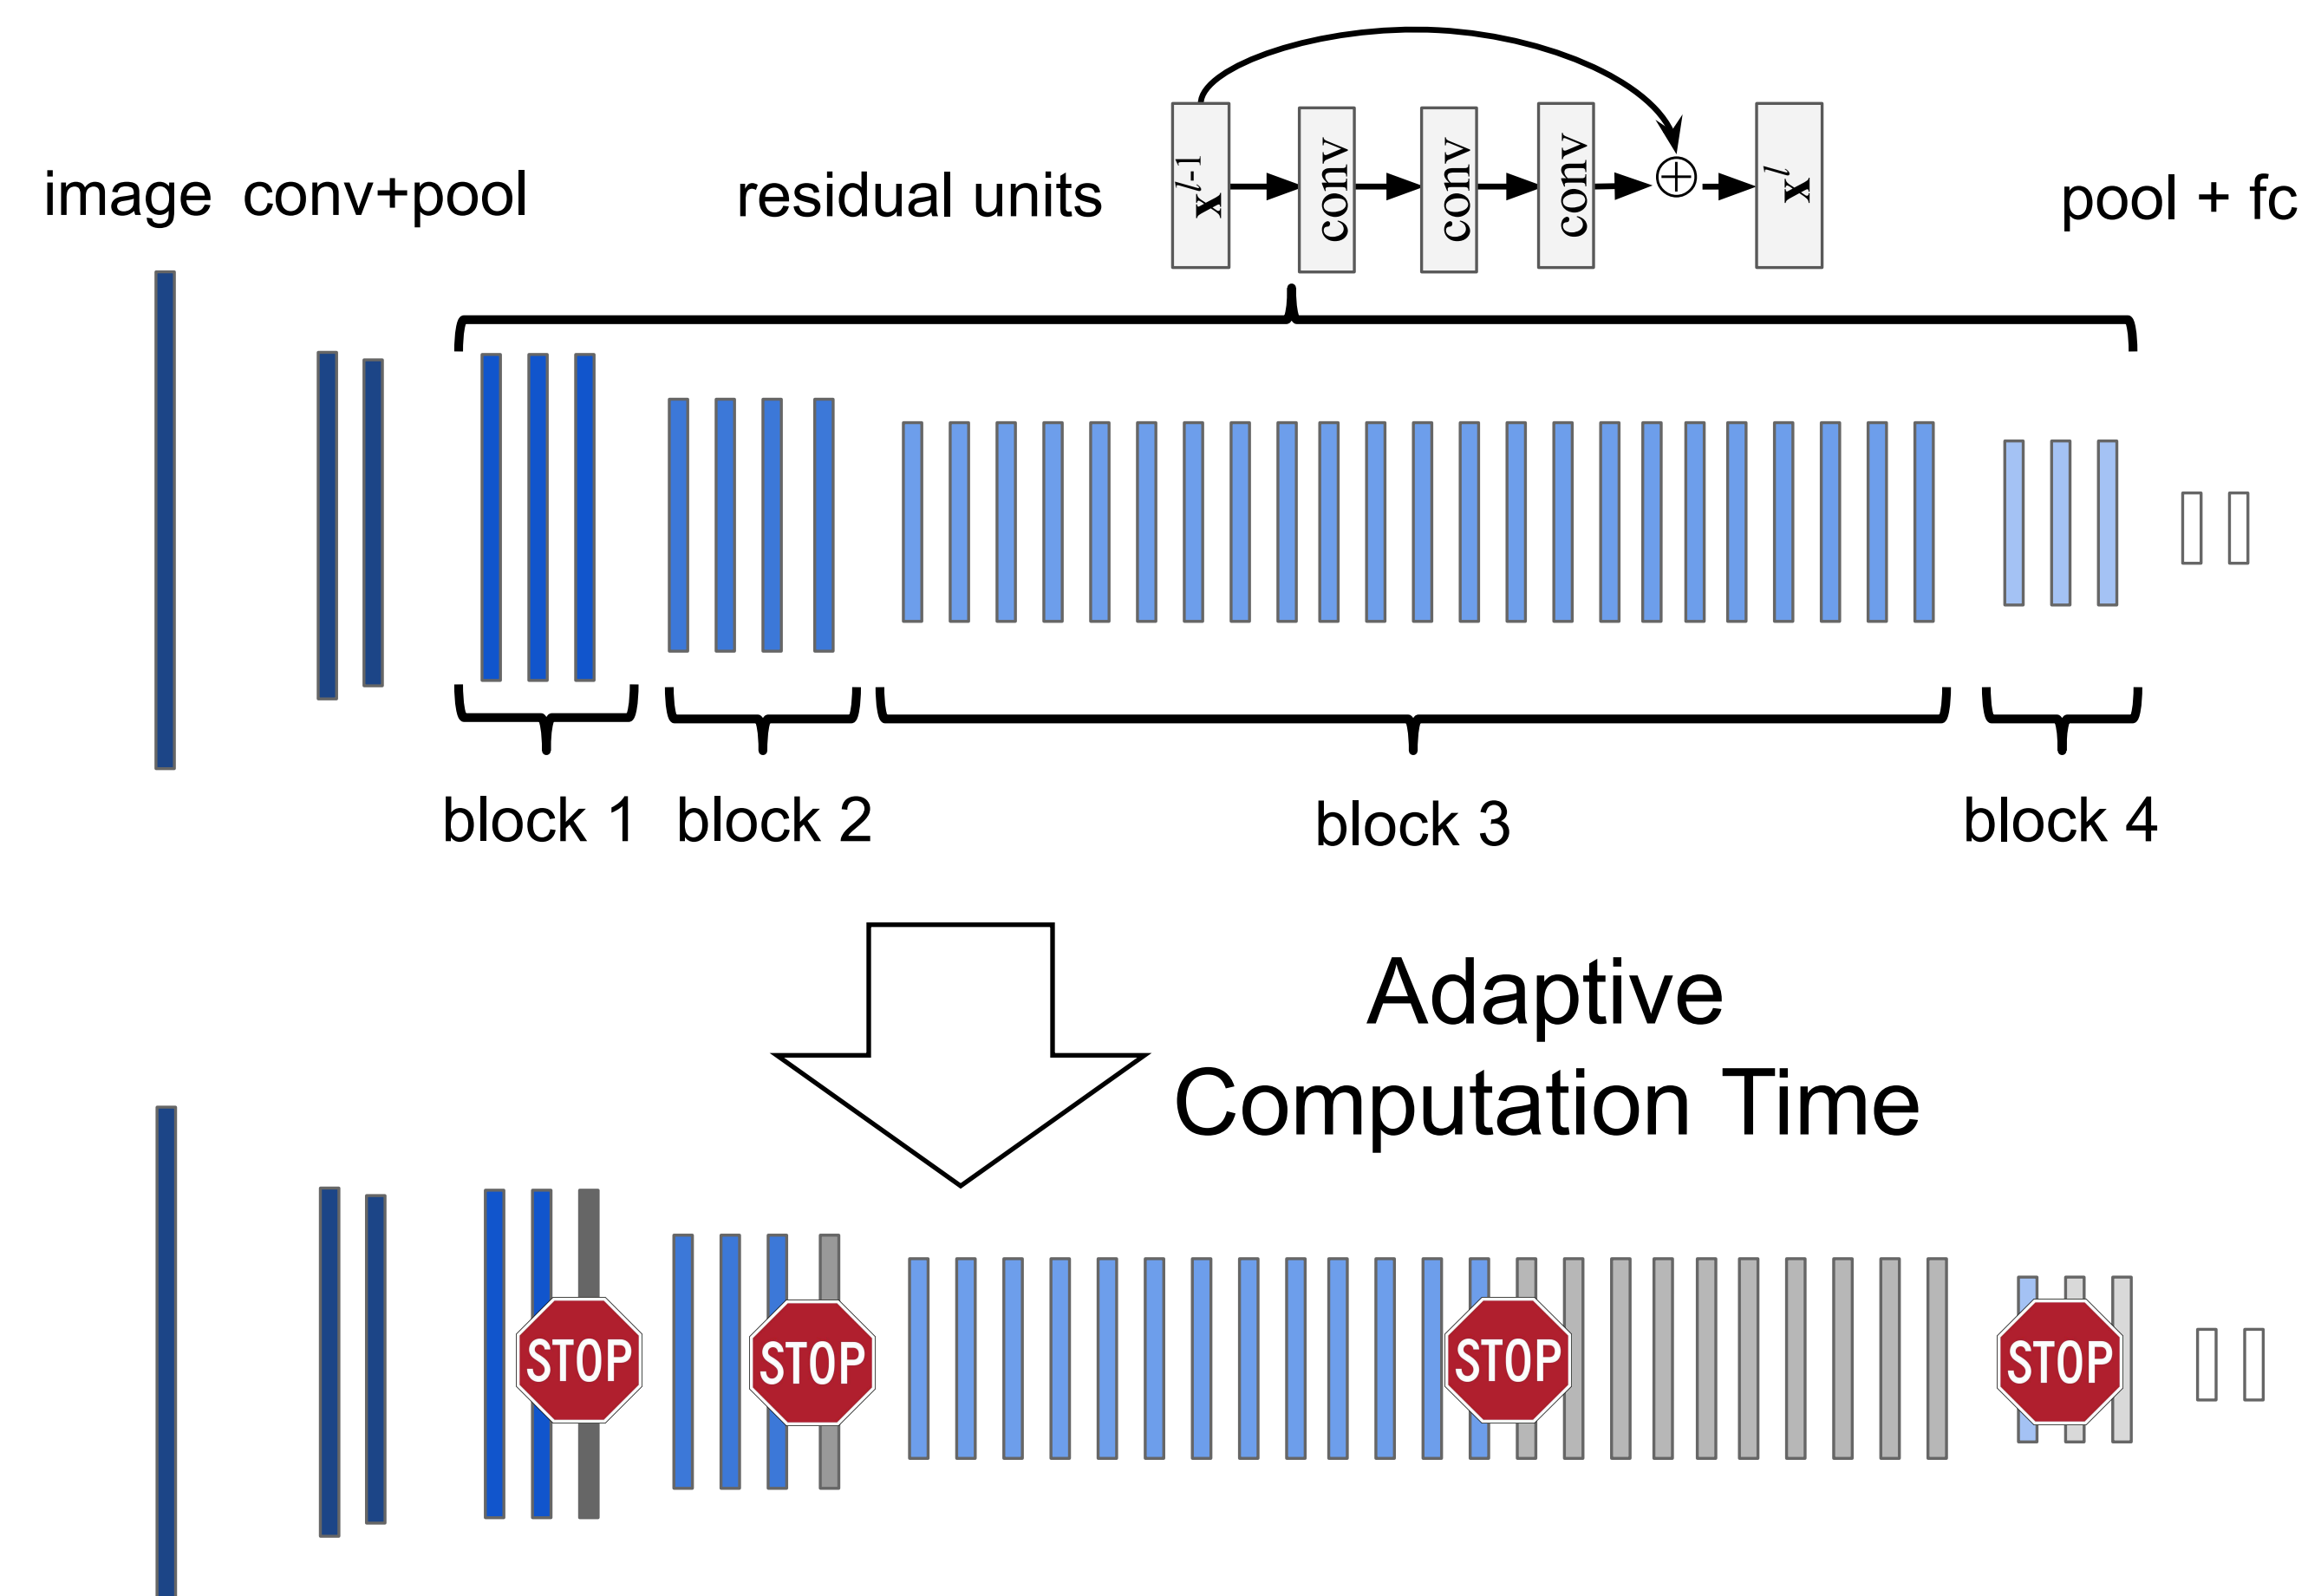 image conv+pool residual units pool + fc
x^l-1 conv conv conv ⊕ x^l
block 1 block 2 block 3 block 4
Adaptive
Computation Time
STOP STOP STOP STOP